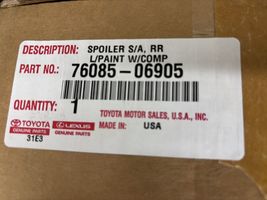 DESCRIPTION: SPOILER S/A, RR
L/PAINT W/COMP
PART NO.: 76085-06905
QUANTITY: 1
TOYOTA MOTOR SALES, U.S.A., INC.
MADE IN: USA
TOYOTA LEXUS
GENUINE PARTS GENUINE PARTS
31E3